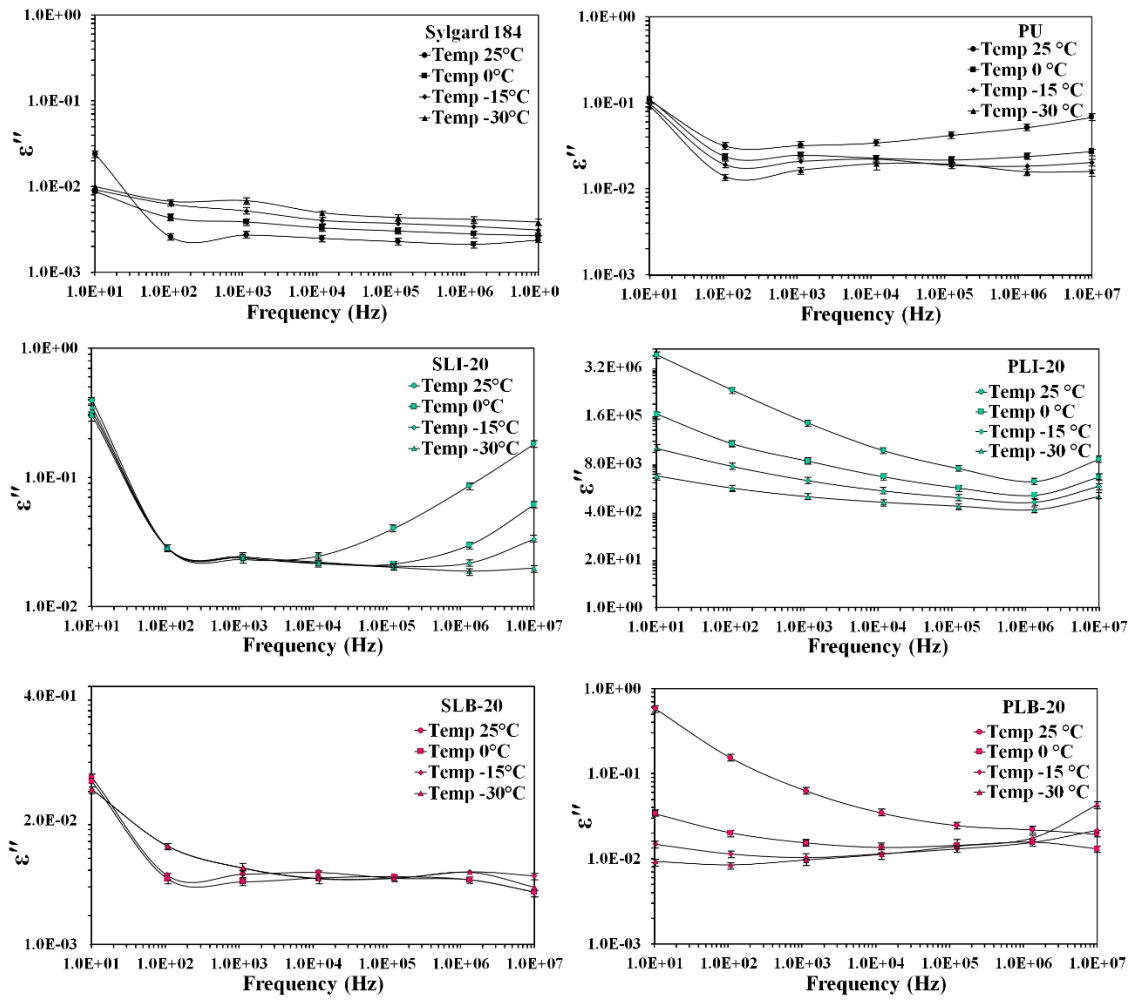 1.0E+00
1.0E-01
1.0E-02
1.0E-03
ε′′
Sylgard 184
Temp 25°C
Temp 0°C
Temp -15°C
Temp -30°C
1.0E+01 1.0E+02 1.0E+03 1.0E+04 1.0E+05 1.0E+06 1.0E+0
Frequency (Hz)
1.0E+00
1.0E-01
1.0E-02
1.0E-03
ε′′
PU
Temp 25 °C
Temp 0 °C
Temp -15 °C
Temp -30 °C
1.0E+01 1.0E+02 1.0E+03 1.0E+04 1.0E+05 1.0E+06 1.0E+07
Frequency (Hz)
1.0E+00
1.0E-01
1.0E-02
ε′′
SLI-20
Temp 25°C
Temp 0°C
Temp -15°C
Temp -30°C
1.0E+01 1.0E+02 1.0E+03 1.0E+04 1.0E+05 1.0E+06 1.0E+07
Frequency (Hz)
3.2E+06
1.6E+05
8.0E+03
4.0E+02
2.0E+01
1.0E+00
ε′′
PLI-20
Temp 25 °C
Temp 0 °C
Temp -15 °C
Temp -30 °C
1.0E+01 1.0E+02 1.0E+03 1.0E+04 1.0E+05 1.0E+06 1.0E+07
Frequency (Hz)
4.0E-01
2.0E-02
1.0E-03
ε′′
SLB-20
Temp 25°C
Temp 0°C
Temp -15°C
Temp -30°C
1.0E+01 1.0E+02 1.0E+03 1.0E+04 1.0E+05 1.0E+06 1.0E+07
Frequency (Hz)
1.0E+00
1.0E-01
1.0E-02
1.0E-03
ε′′
PLB-20
Temp 25 °C
Temp 0 °C
Temp -15 °C
Temp -30 °C
1.0E+01 1.0E+02 1.0E+03 1.0E+04 1.0E+05 1.0E+06 1.0E+07
Frequency (Hz)